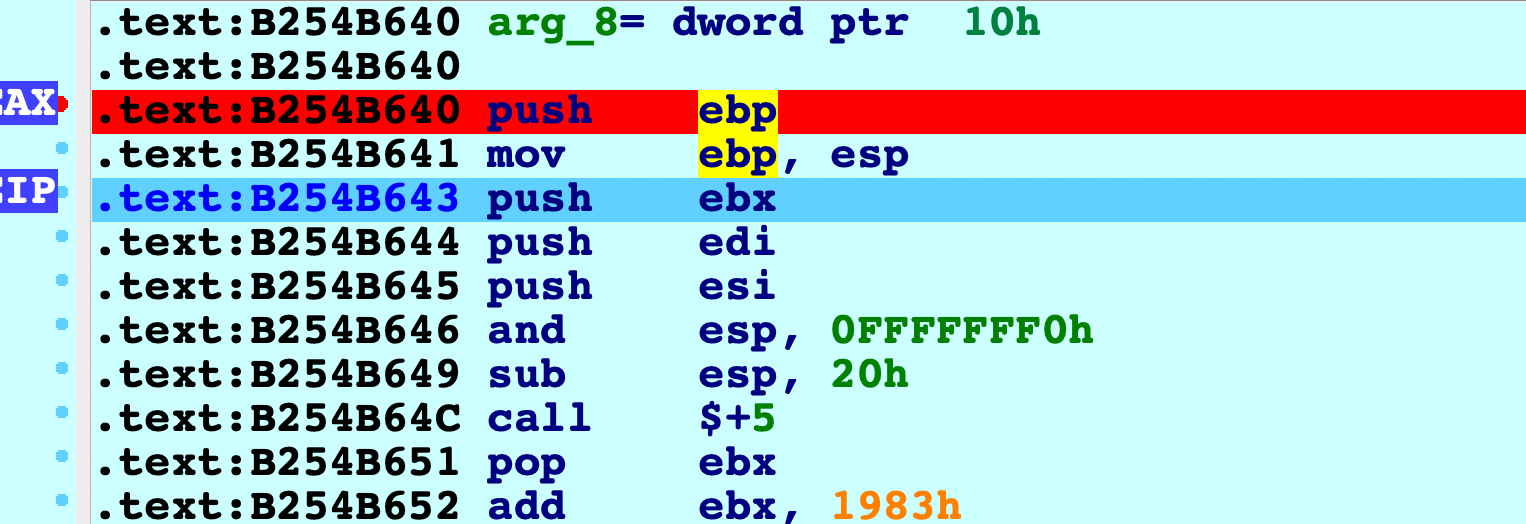 .text:B254B640 arg_8= dword ptr  10h
.text:B254B640
EAX .text:B254B640 push    ebp
.text:B254B641 mov     ebp, esp
EIP .text:B254B643 push    ebx
.text:B254B644 push    edi
.text:B254B645 push    esi
.text:B254B646 and     esp, 0FFFFFFF0h
.text:B254B649 sub     esp, 20h
.text:B254B64C call    $+5
.text:B254B651 pop     ebx
.text:B254B652 add     ebx, 1983h